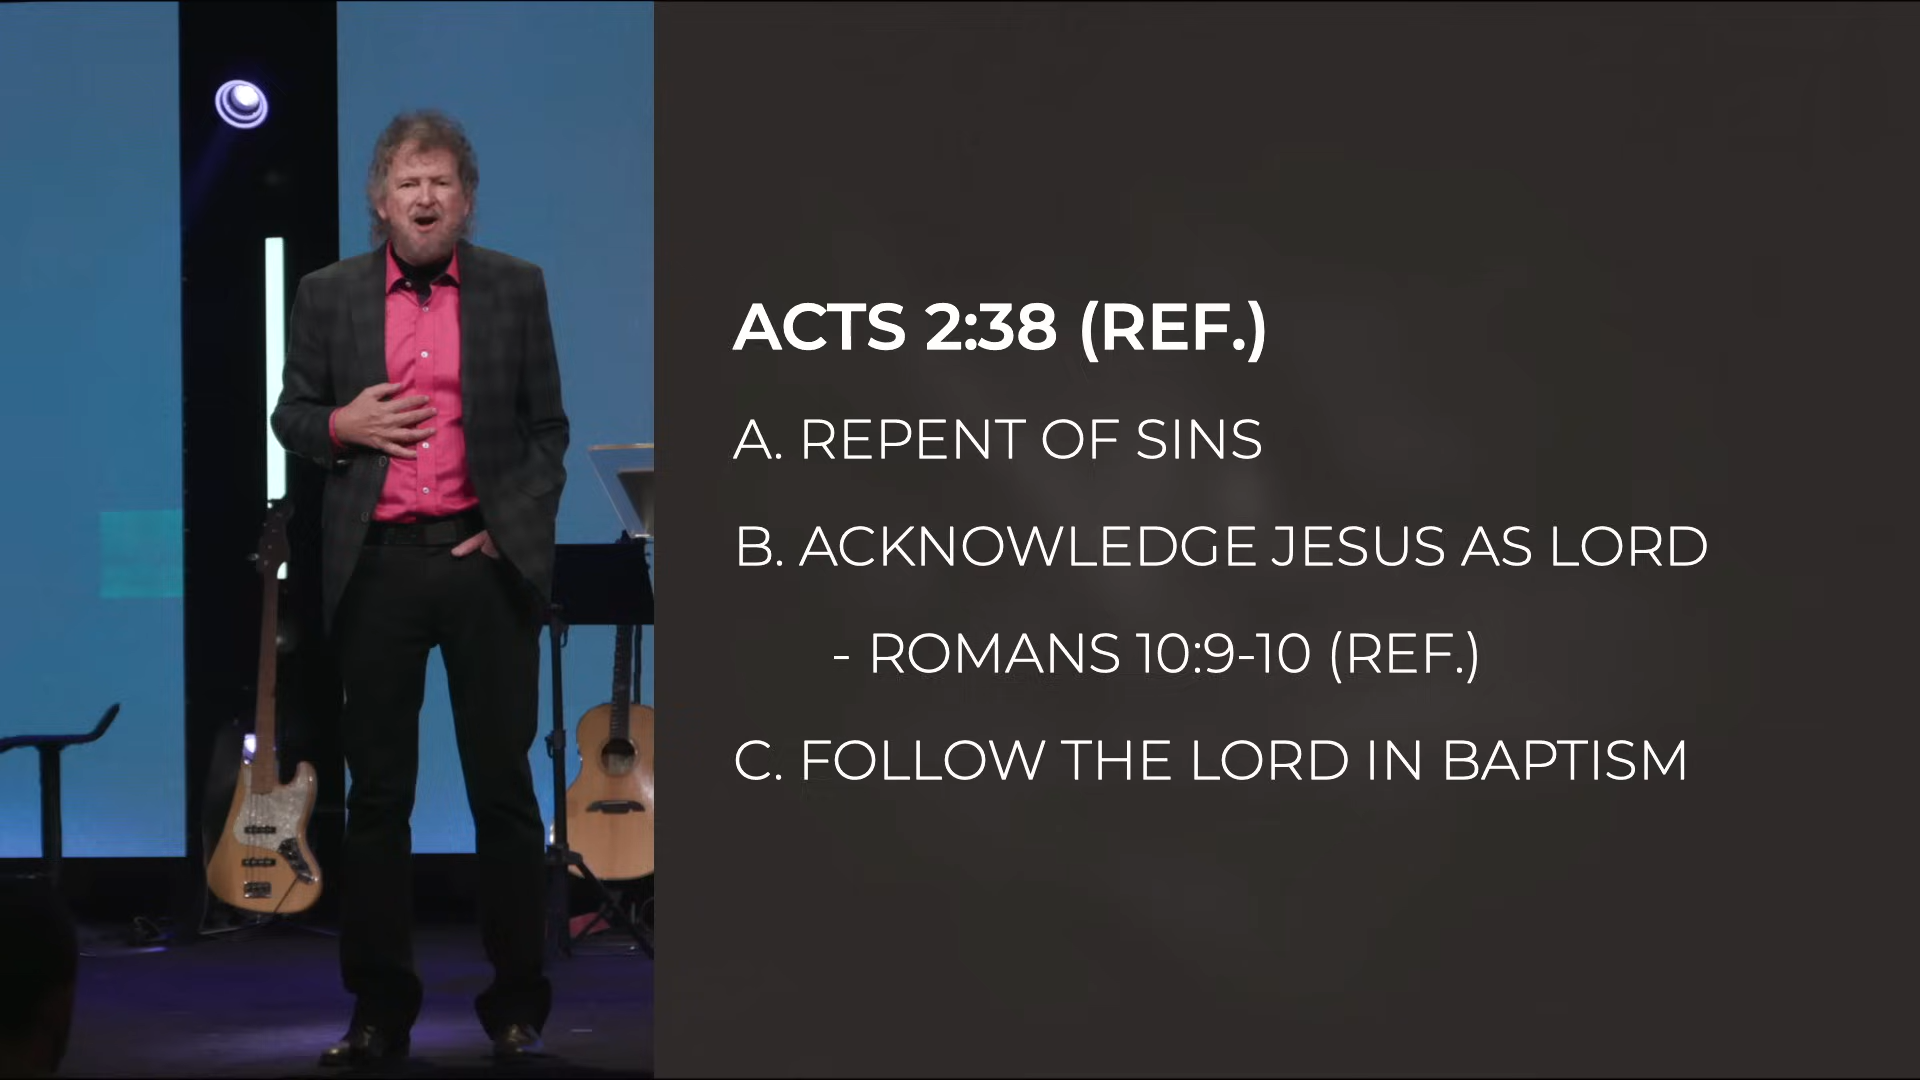 ACTS 2:38 (REF.)
A. REPENT OF SINS
B. ACKNOWLEDGE JESUS AS LORD
- ROMANS 10:9-10 (REF.)
C. FOLLOW THE LORD IN BAPTISM